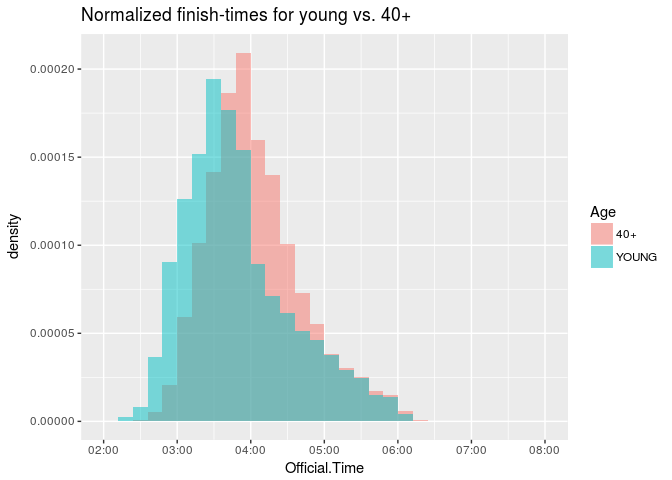 Normalized finish-times for young vs. 40+
0.00020
0.00015
0.00010
0.00005
0.00000
density
02:00 03:00 04:00 05:00 06:00 07:00 08:00
Official.Time
Age
40+
YOUNG